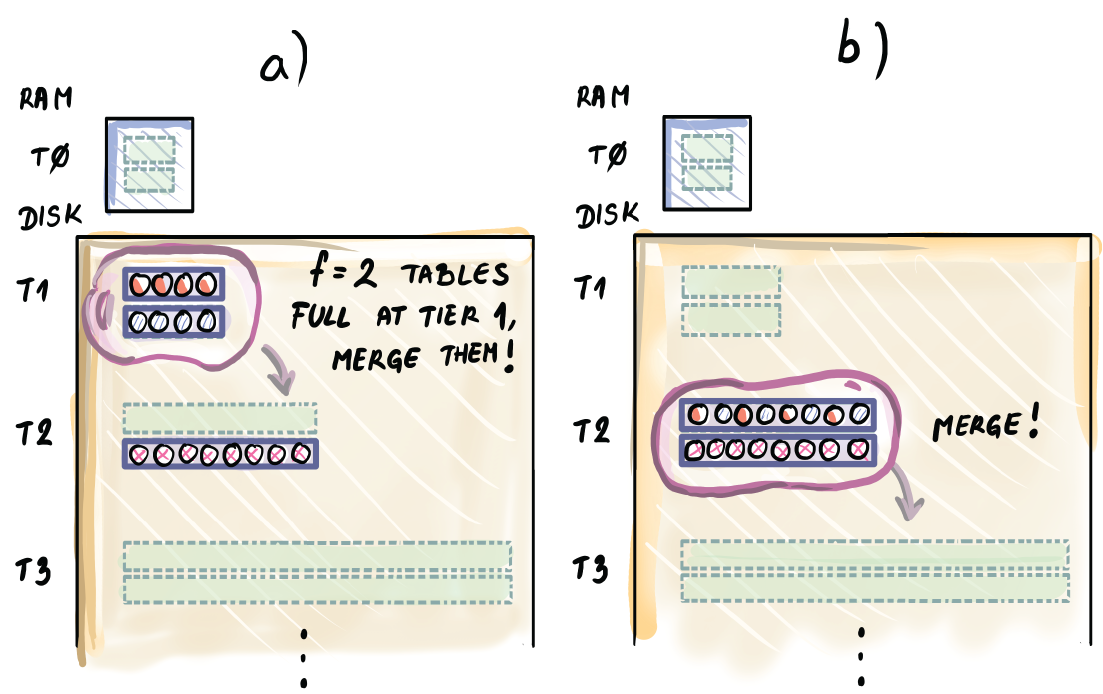 a)
RAM
TØ
DISK
T1
f=2 TABLES
FULL AT TIER 1,
MERGE THEM!
T2
T3
b)
RAM
TØ
DISK
T1
T2
MERGE!
T3